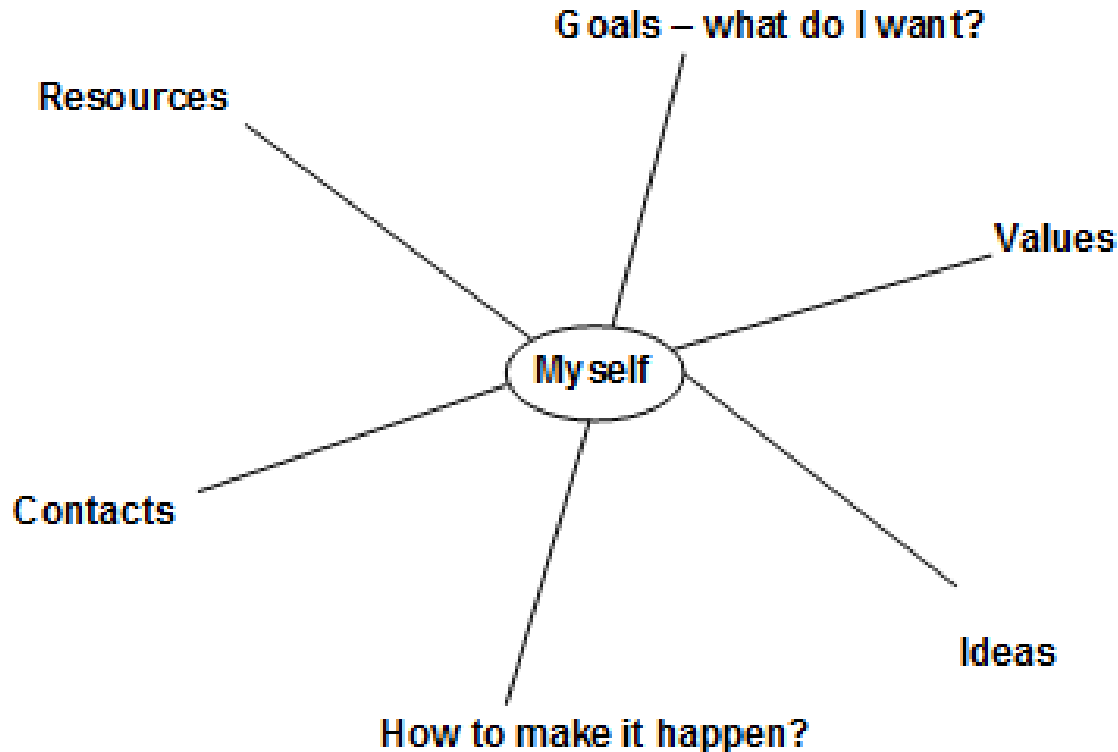 Goals – what do I want?
Resources
Values
Myself
Contacts
Ideas
How to make it happen?